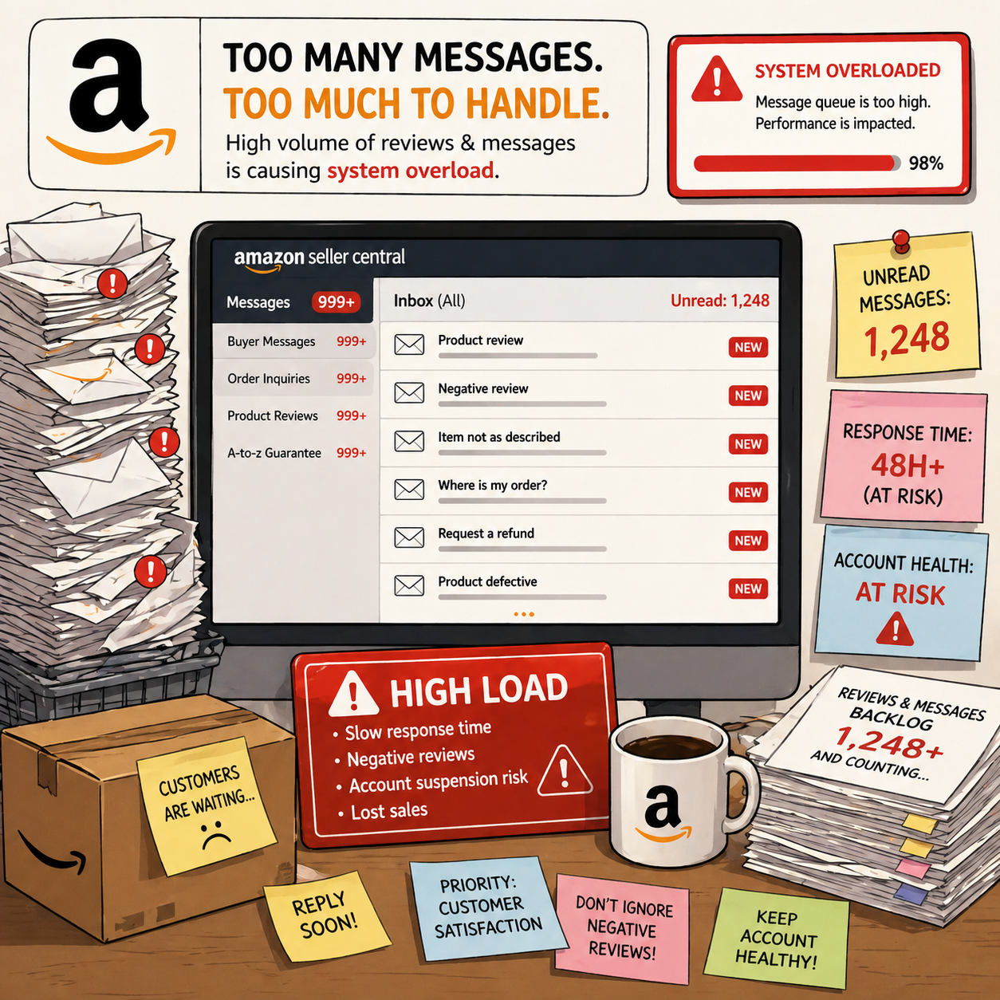 a
TOO MANY MESSAGES.
TOO MUCH TO HANDLE.
High volume of reviews & messages
is causing system overload.
SYSTEM OVERLOADED
Message queue is too high.
Performance is impacted.
98%
amazon seller central
Messages 999+
Buyer Messages 999+
Order Inquiries 999+
Product Reviews 999+
A-to-z Guarantee 999+
Inbox (All) Unread: 1,248
Product review NEW
Negative review NEW
Item not as described NEW
Where is my order? NEW
Request a refund NEW
Product defective NEW
UNREAD
MESSAGES:
1,248
RESPONSE TIME:
48H+
(AT RISK)
ACCOUNT HEALTH:
AT RISK
HIGH LOAD
• Slow response time
• Negative reviews
• Account suspension risk
• Lost sales
a
REVIEWS & MESSAGES
BACKLOG
1,248+
AND COUNTING...
CUSTOMERS
ARE WAITING...
REPLY
SOON!
PRIORITY:
CUSTOMER
SATISFACTION
DON'T IGNORE
NEGATIVE
REVIEWS!
KEEP
ACCOUNT
HEALTHY!